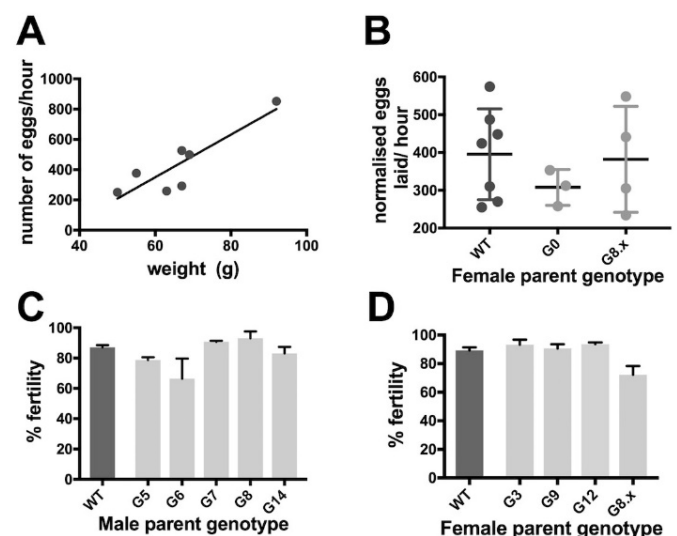 A
number of eggs/hour
1000
800
600
400
200
0
40
60
80
100
weight (g)
B
normalised eggs
laid/ hour
600
500
400
300
200
WT
G0
G8.x
Female parent genotype
C
% fertility
100
80
60
40
20
0
WT
G5
G6
G7
G8
G14
Male parent genotype
D
% fertility
100
80
60
40
20
0
WT
G3
G9
G12
G8.x
Female parent genotype